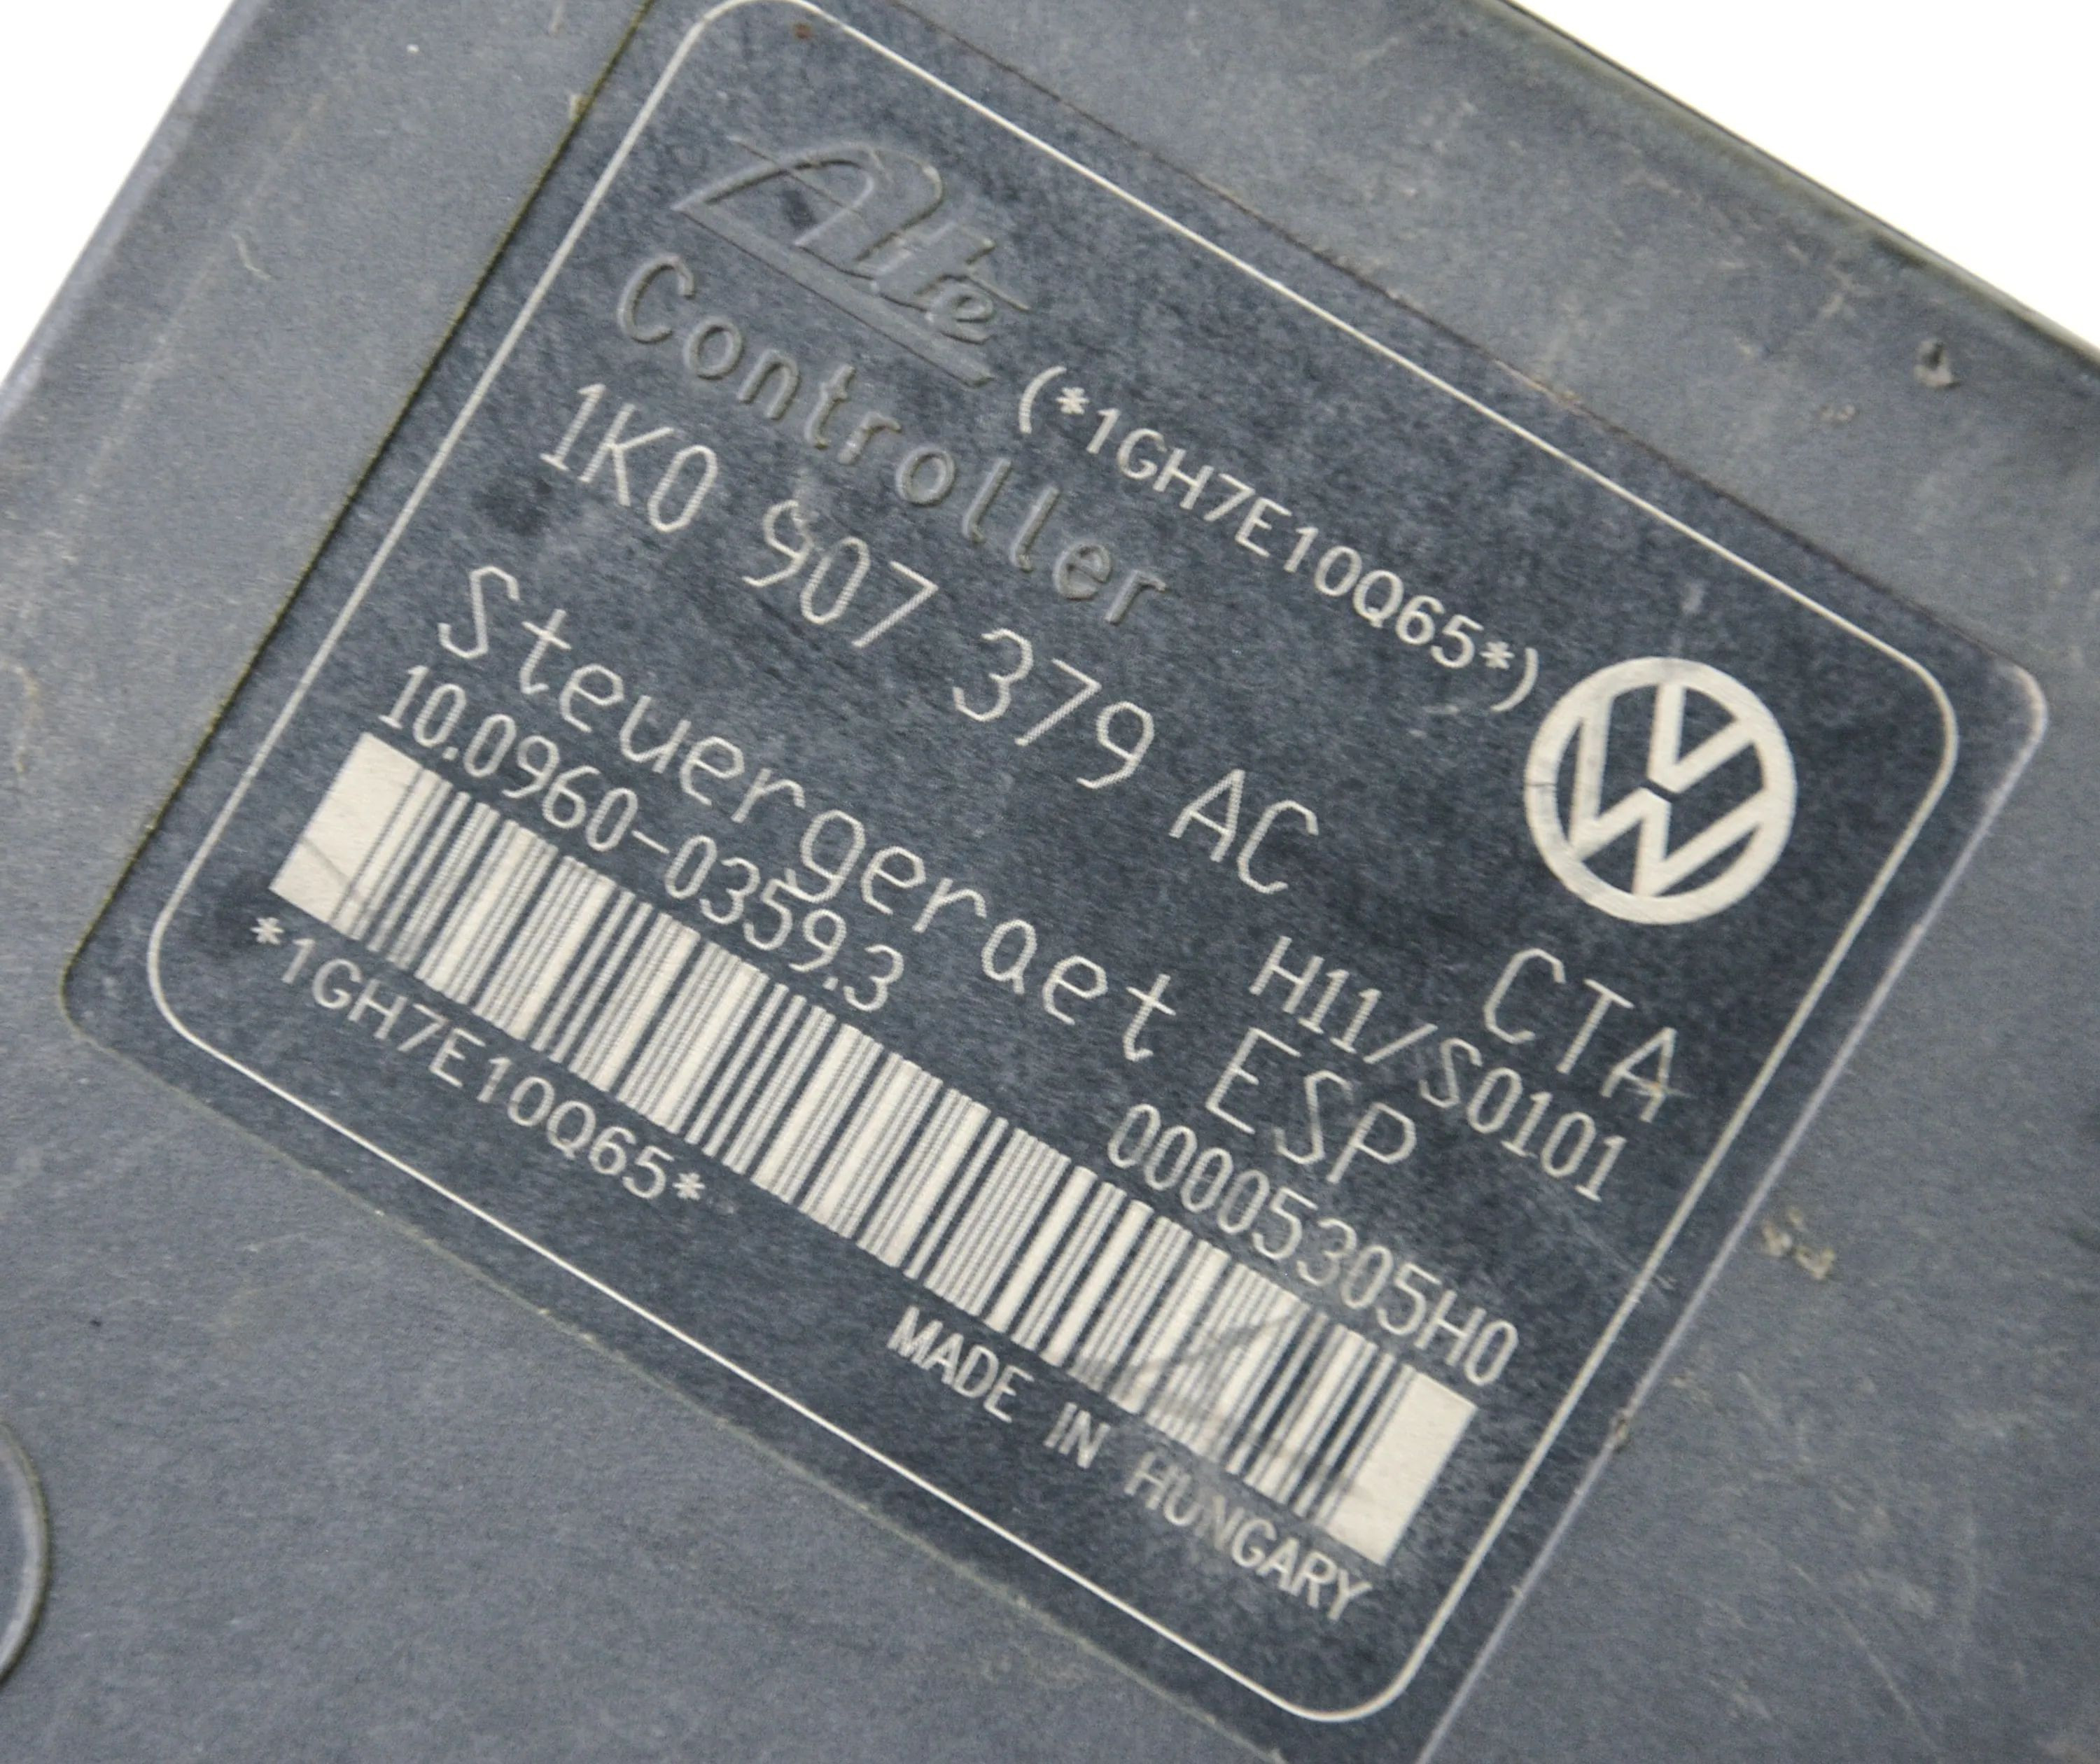 Ate
Controller (*1GH7E10Q65*)
1K0 907 379 AC CTA
H11/S0101
Steuergeraet ESP
10.0960-0359.3 00005305H0
*1GH7E10Q65*
MADE IN HUNGARY